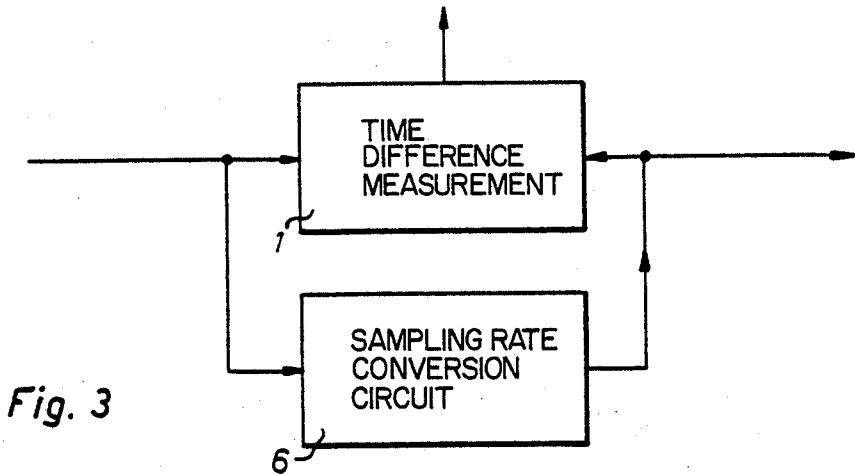 TIME
DIFFERENCE
MEASUREMENT
1
SAMPLING RATE
CONVERSION
CIRCUIT
6
Fig. 3